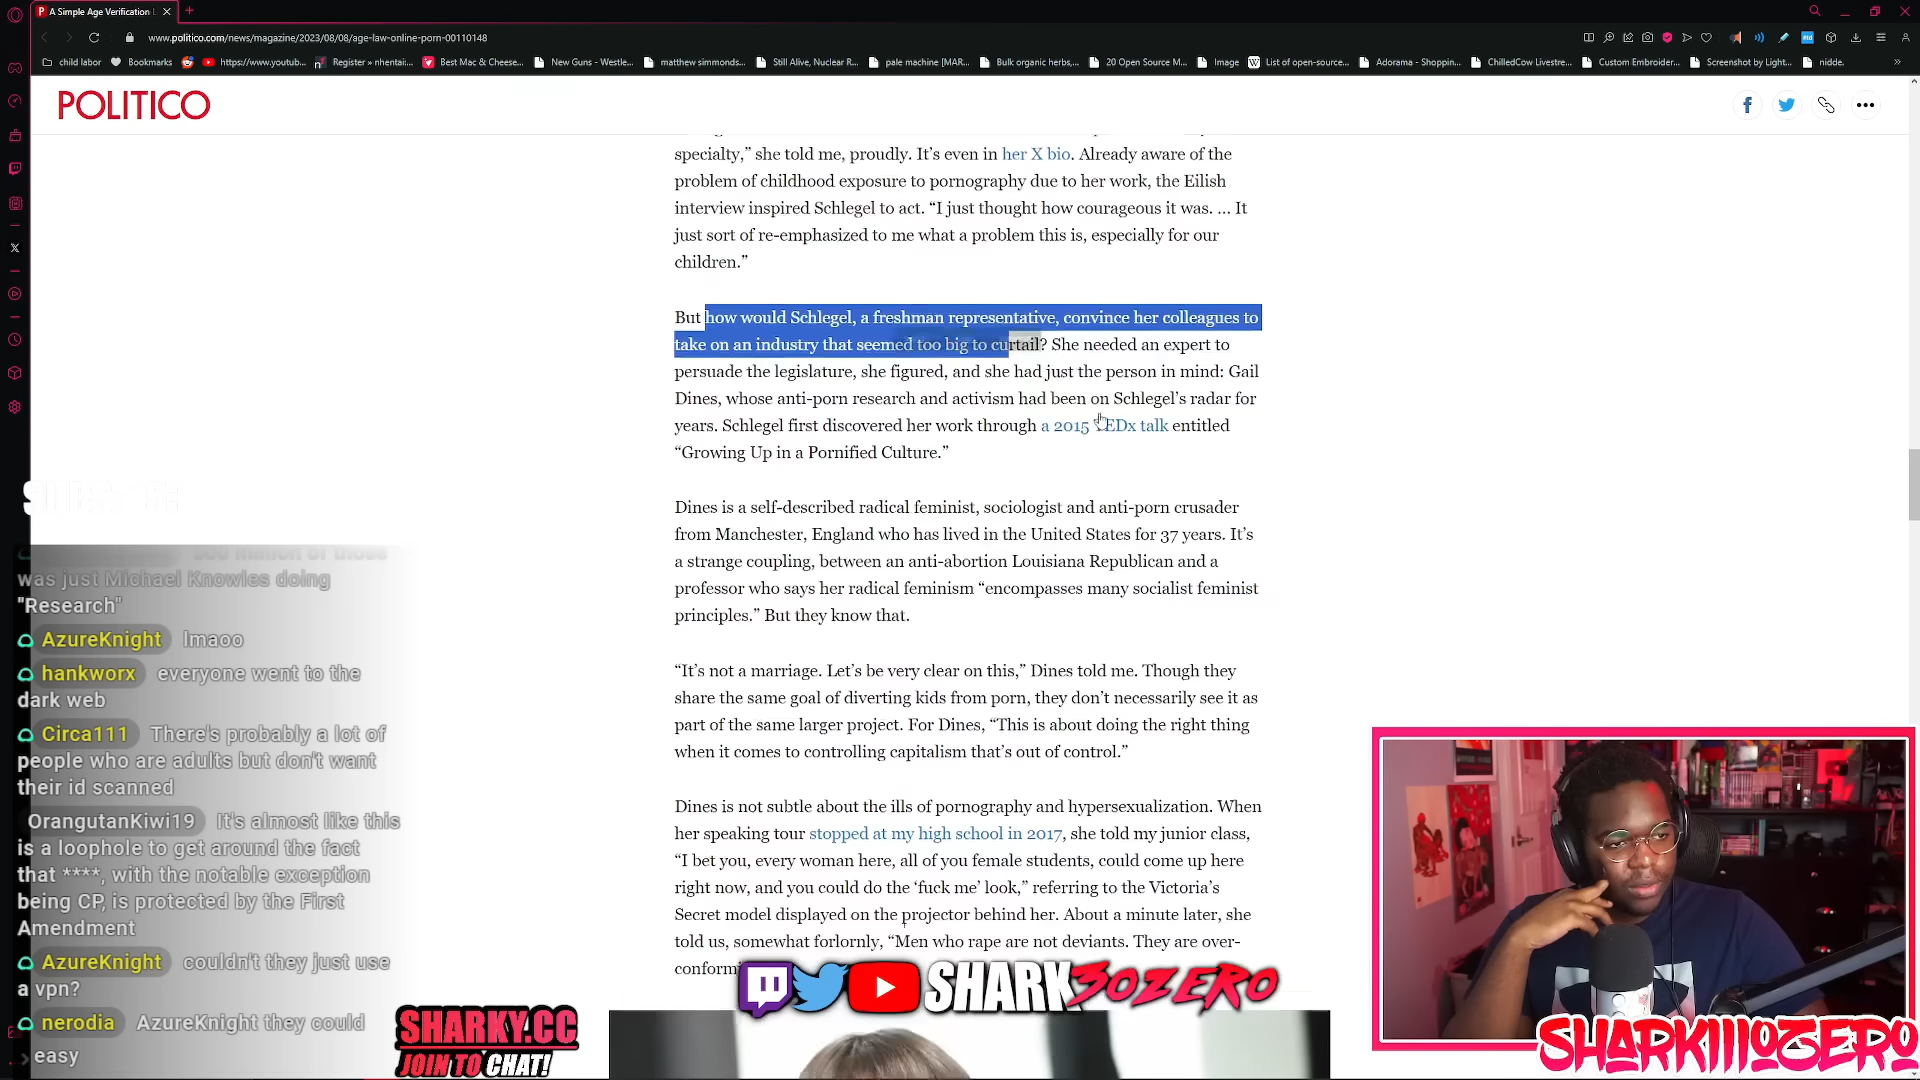 A Simple Age Verification
www.politico.com/news/magazine/2023/08/08/age-law-online-porn-00110148
child labor
Bookmarks
https://www.youtub...
Register » nhentai...
Best Mac & Cheese...
New Guns - Westle...
matthew simmonds...
Still Alive, Nuclear R...
pale machine [MAR...
Bulk organic herbs,...
20 Open Source M...
Image
List of open-source...
Adorama - Shoppin...
ChilledCow Livestre...
Custom Embroider...
Screenshot by Light...
nidde.
POLITICO
specialty,” she told me, proudly. It’s even in her X bio. Already aware of the
problem of childhood exposure to pornography due to her work, the Eilish
interview inspired Schlegel to act. “I just thought how courageous it was. … It
just sort of re-emphasized to me what a problem this is, especially for our
children.”
But how would Schlegel, a freshman representative, convince her colleagues to
take on an industry that seemed too big to curtail? She needed an expert to
persuade the legislature, she figured, and she had just the person in mind: Gail
Dines, whose anti-porn research and activism had been on Schlegel’s radar for
years. Schlegel first discovered her work through a 2015 TEDx talk entitled
“Growing Up in a Pornified Culture.”
Dines is a self-described radical feminist, sociologist and anti-porn crusader
from Manchester, England who has lived in the United States for 37 years. It’s
a strange coupling, between an anti-abortion Louisiana Republican and a
professor who says her radical feminism “encompasses many socialist feminist
principles.” But they know that.
“It’s not a marriage. Let’s be very clear on this,” Dines told me. Though they
share the same goal of diverting kids from porn, they don’t necessarily see it as
part of the same larger project. For Dines, “This is about doing the right thing
when it comes to controlling capitalism that’s out of control.”
Dines is not subtle about the ills of pornography and hypersexualization. When
her speaking tour stopped at my high school in 2017, she told my junior class,
“I bet you, every woman here, all of you female students, could come up here
right now, and you could do the ‘fuck me’ look,” referring to the Victoria’s
Secret model displayed on the projector behind her. About a minute later, she
told us, somewhat forlornly, “Men who rape are not deviants. They are over-
conformi
million of those
was just Michael Knowles doing
"Research"
AzureKnight lmaoo
hankworx everyone went to the
dark web
Circa111 There's probably a lot of
people who are adults but don't want
their id scanned
OrangutanKiwi19 It's almost like this
is a loophole to get around the fact
that ****, with the notable exception
being CP, is protected by the First
Amendment
AzureKnight couldn't they just use
a vpn?
nerodia AzureKnight they could
easy
SHARKY.CC
JOIN TO CHAT!
SHARK30ZERO
SHARKIIIOZERO